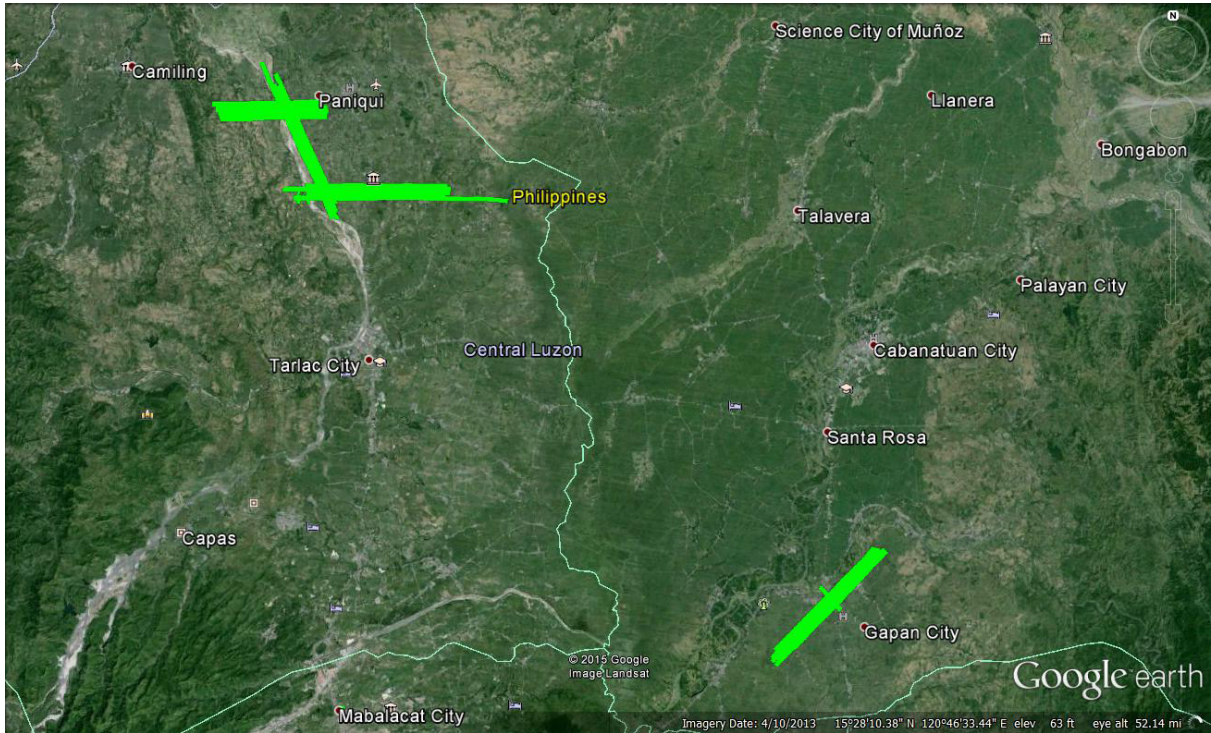 Science City of Muñoz
Camiling
Paniqui
Llanera
Bongabon
Philippines
Talavera
Palayan City
Central Luzon
Cabanatuan City
Tarlac City
Santa Rosa
Capas
Gapan City
© 2015 Google
Image Landsat
Google earth
Mabalacat City
Imagery Date: 4/10/2013 15°28'10.38" N 120°46'33.44" E elev 63 ft eye alt 52.14 mi
N